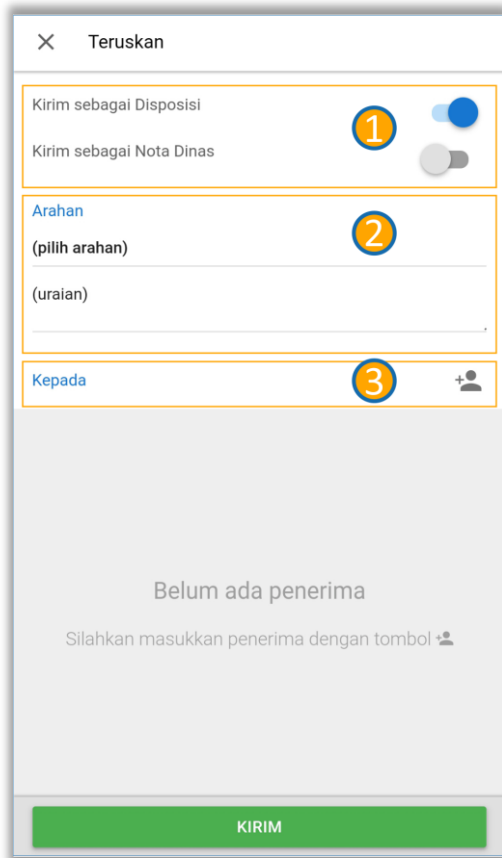 Teruskan
Kirim sebagai Disposisi
1
Kirim sebagai Nota Dinas
Arahan
2
(pilih arahan)
(uraian)
Kepada
3
Belum ada penerima
Silahkan masukkan penerima dengan tombol
KIRIM